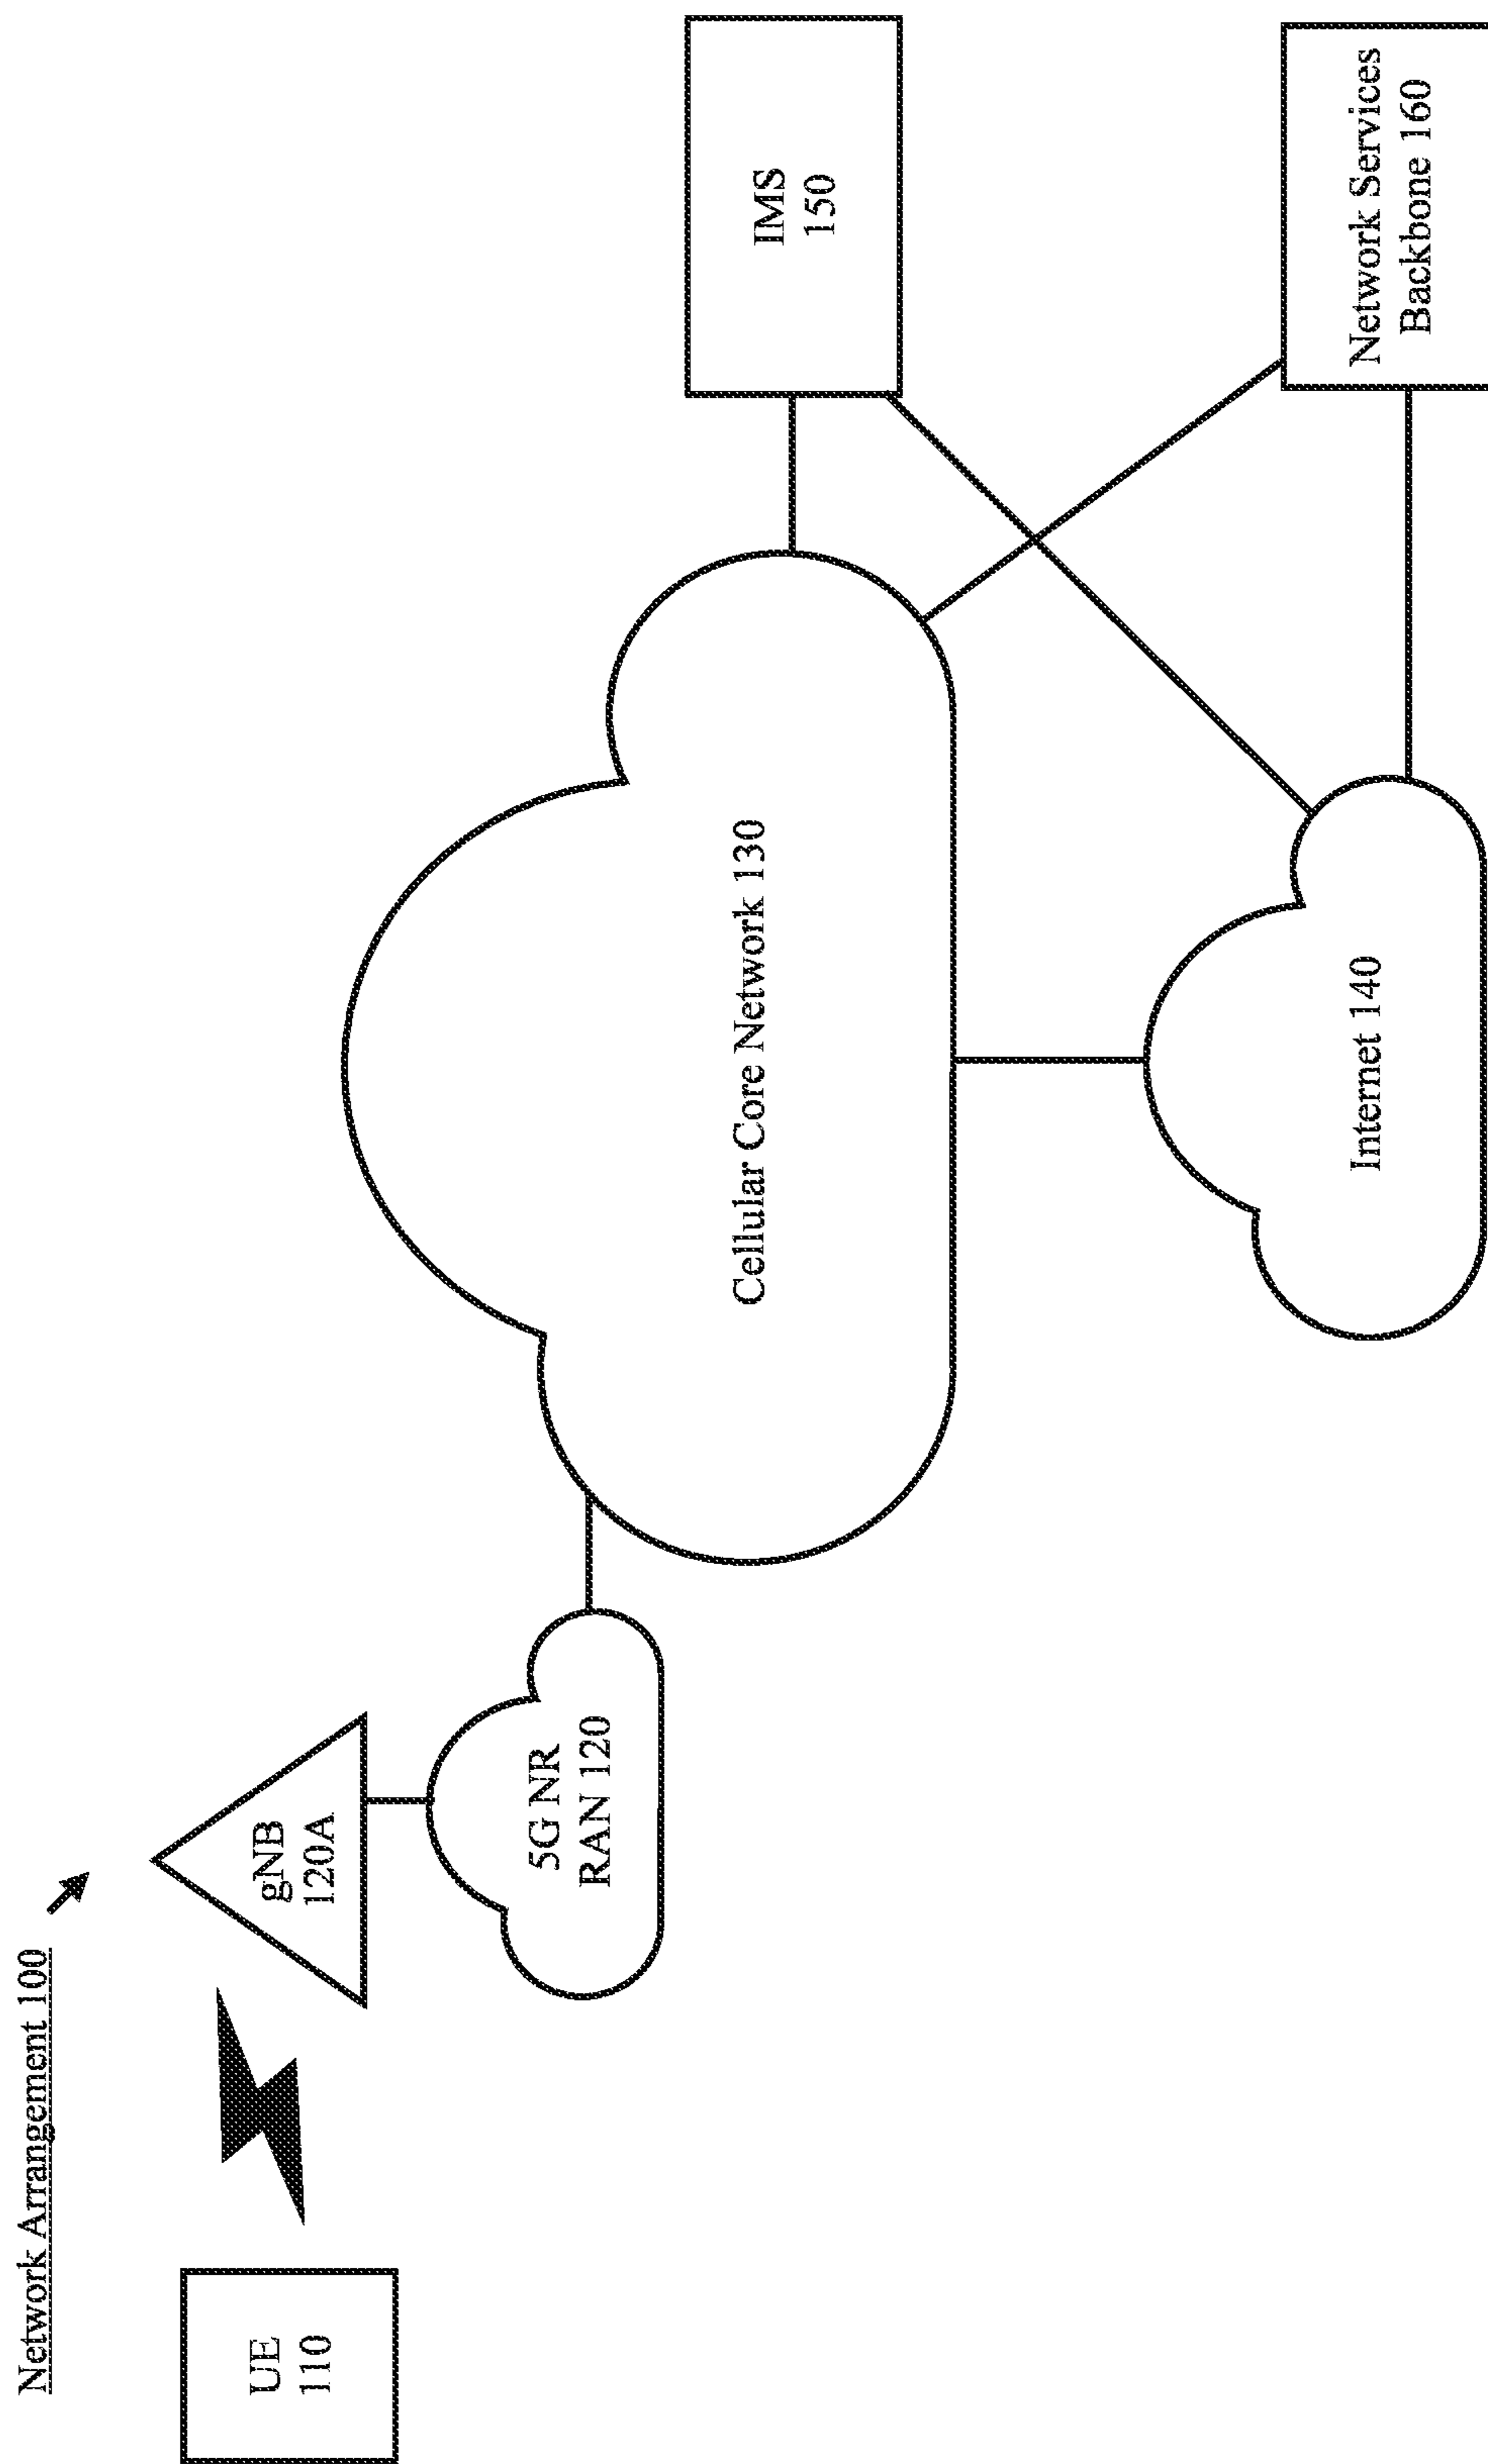 Network Arrangement 100
UE
110
gNB
120A
5G NR
RAN 120
Cellular Core Network 130
Internet 140
IMS
150
Network Services
Backbone 160